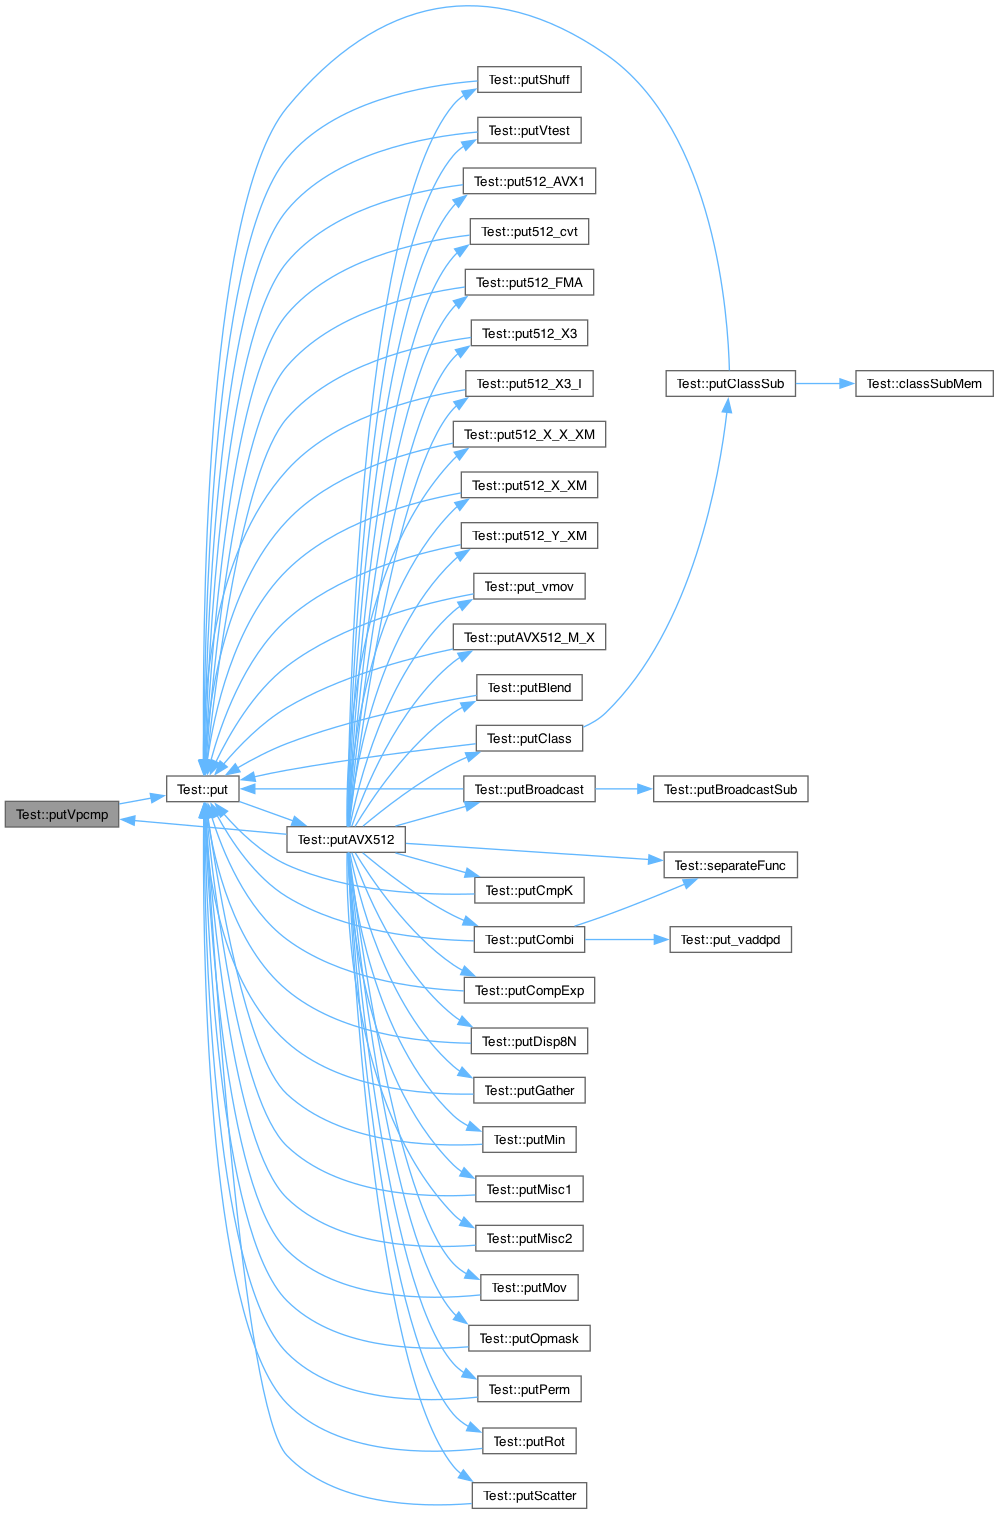 Test::putVpcmp
Test::put
Test::putAVX512
Test::putShuff
Test::putVtest
Test::put512_AVX1
Test::put512_cvt
Test::put512_FMA
Test::put512_X3
Test::put512_X3_I
Test::put512_X_X_XM
Test::put512_X_XM
Test::put512_Y_XM
Test::put_vmov
Test::putAVX512_M_X
Test::putBlend
Test::putClass
Test::putBroadcast
Test::putCmpK
Test::putCombi
Test::putCompExp
Test::putDisp8N
Test::putGather
Test::putMin
Test::putMisc1
Test::putMisc2
Test::putMov
Test::putOpmask
Test::putPerm
Test::putRot
Test::putScatter
Test::putClassSub
Test::putBroadcastSub
Test::separateFunc
Test::put_vaddpd
Test::classSubMem